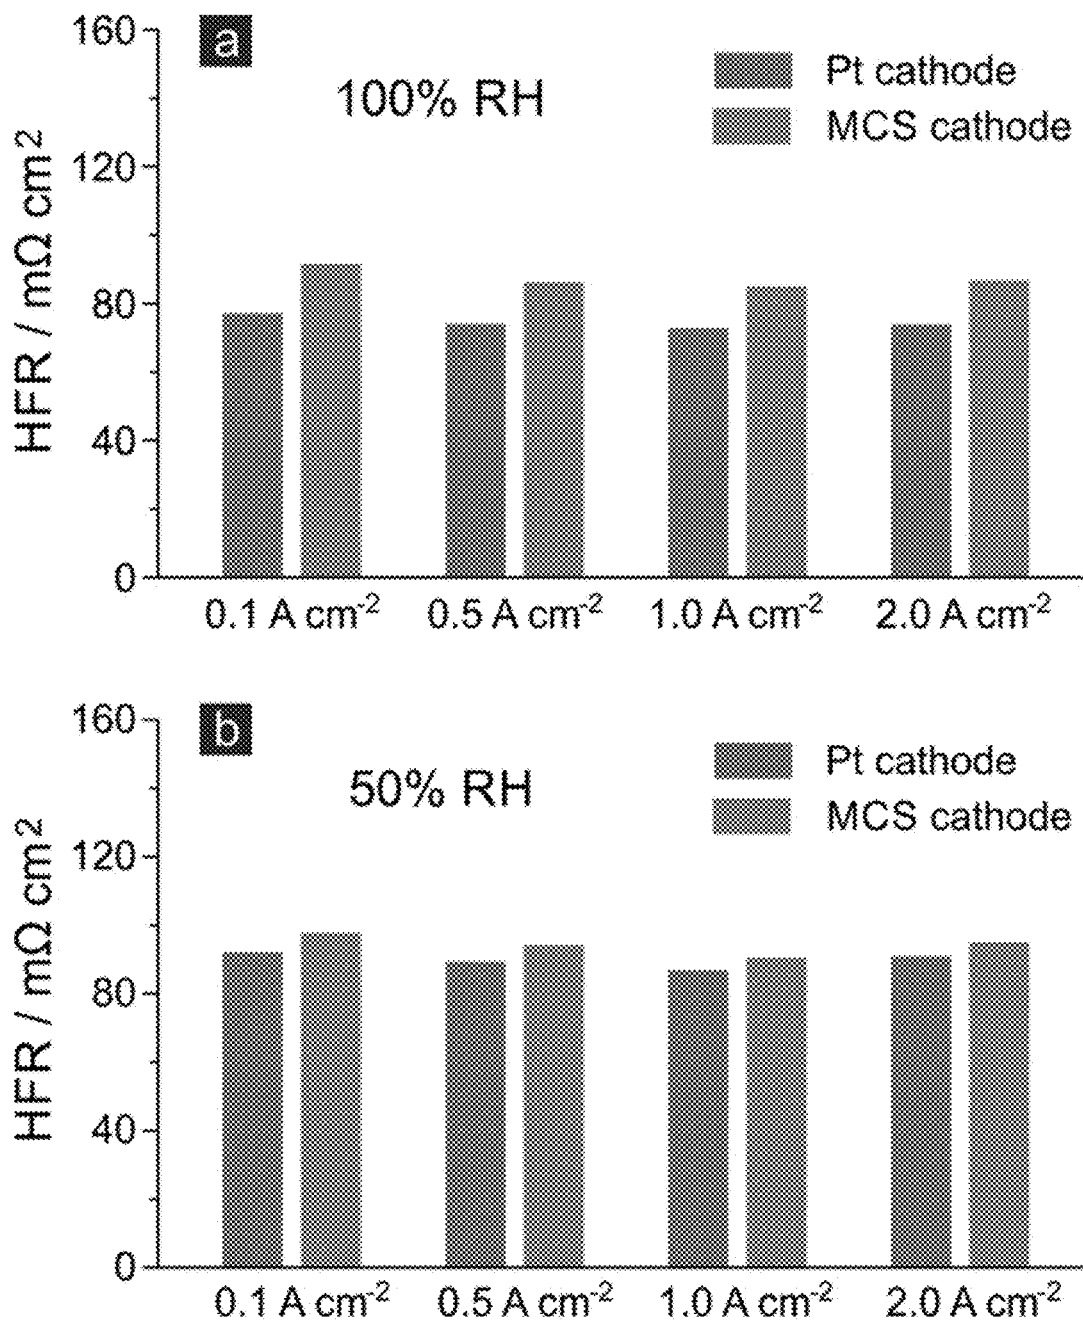 a
100% RH
Pt cathode
MCS cathode
HFR / mΩ cm²
160
120
80
40
0
0.1 A cm⁻² 0.5 A cm⁻² 1.0 A cm⁻² 2.0 A cm⁻²
b
50% RH
Pt cathode
MCS cathode
HFR / mΩ cm²
160
120
80
40
0
0.1 A cm⁻² 0.5 A cm⁻² 1.0 A cm⁻² 2.0 A cm⁻²